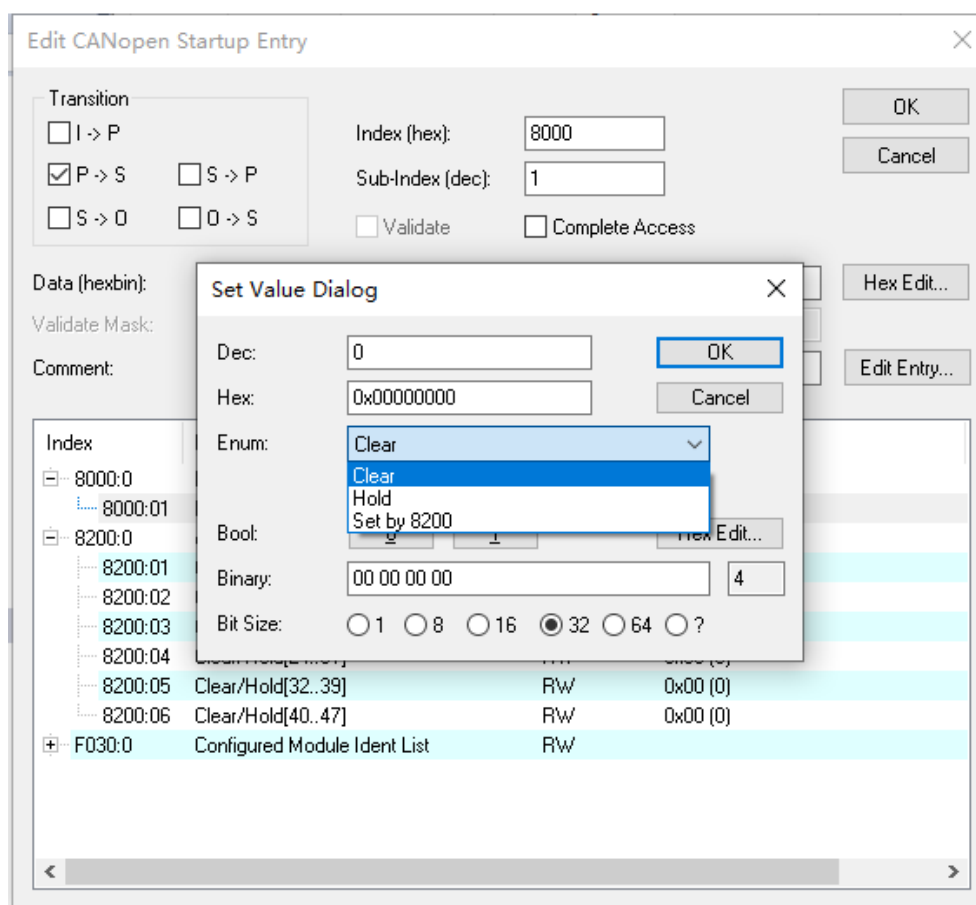 Edit CANopen Startup Entry
Transition
I -> P
P -> S
S -> P
S -> O
O -> S
Index (hex):
8000
Sub-Index (dec):
1
Validate
Complete Access
OK
Cancel
Data (hexbin):
Hex Edit...
Validate Mask:
Comment:
Edit Entry...
Set Value Dialog
Dec:
0
OK
Hex:
0x00000000
Cancel
Enum:
Clear
Clear
Hold
Set by 8200
Bool:
Hex Edit...
Binary:
00 00 00 00
4
Bit Size:
1
8
16
32
64
?
Index
8000:0
8000:01
8200:0
8200:01
8200:02
8200:03
8200:04
8200:05 Clear/Hold[32..39] RW 0x00 (0)
8200:06 Clear/Hold[40..47] RW 0x00 (0)
F030:0 Configured Module Ident List RW